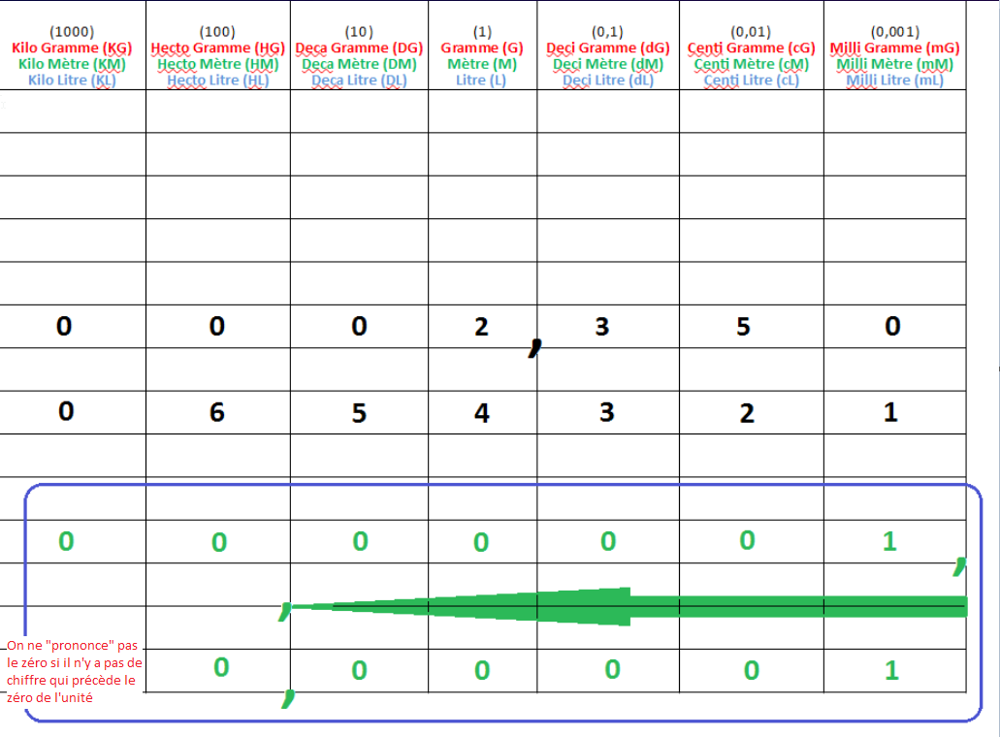 (1000) (100) (10) (1) (0,1) (0,01) (0,001)
Kilo Gramme (KG) Hecto Gramme (HG) Deca Gramme (DG) Gramme (G) Deci Gramme (dG) Centi Gramme (cG) Milli Gramme (mG)
Kilo Mètre (KM) Hecto Mètre (HM) Deca Mètre (DM) Mètre (M) Deci Mètre (dM) Centi Mètre (cM) Milli Mètre (mM)
Kilo Litre (KL) Hecto Litre (HL) Deca Litre (DL) Litre (L) Deci Litre (dL) Centi Litre (cL) Milli Litre (mL)
0 0 0 2 , 3 5 0
0 6 5 4 3 2 1
0 0 0 0 0 0 1 ,
,
On ne "prononce" pas
le zéro si il n'y a pas de
chiffre qui précède le
zéro de l'unité
0 , 0 0 0 0 1